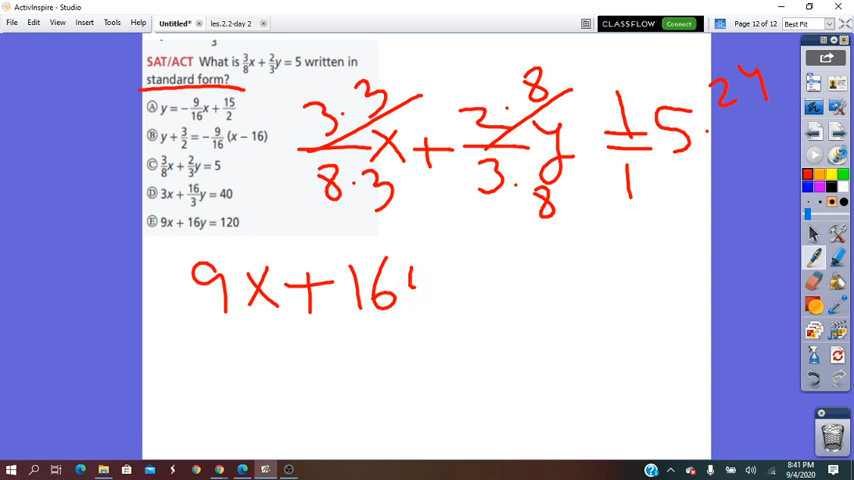 ActivInspire - Studio
File Edit View Insert Tools Help
Untitled* les.2.2-day 2
CLASSFLOW Connect
Page 12 of 12 Best Fit
3
SAT/ACT What is 3/8x + 2/3y = 5 written in
standard form?
Ⓐ y = −9/16x + 15/2
Ⓑ y + 3/2 = −9/16(x − 16)
Ⓒ 3/8x + 2/3y = 5
Ⓓ 3x + 16/3y = 40
Ⓔ 9x + 16y = 120
3 · 3 2 · 8 1 24
x + y = 5 ·
8 · 3 3 · 8 1
9x + 16
8:41 PM
9/4/2020